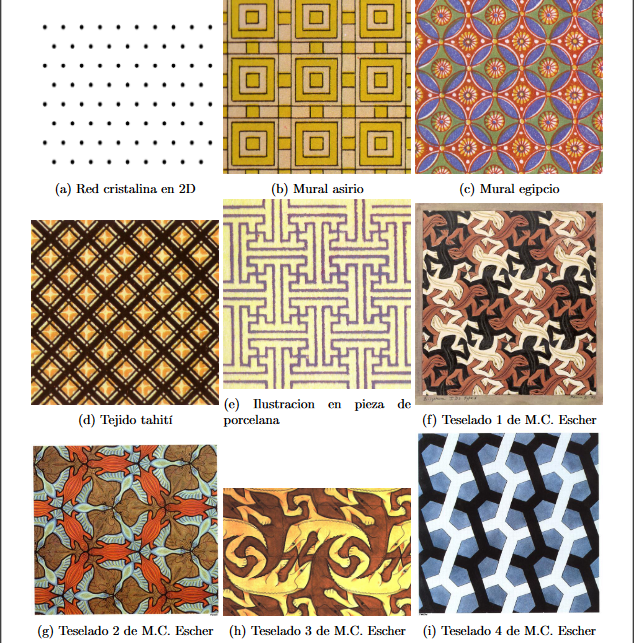 (a) Red cristalina en 2D
(b) Mural asirio
(c) Mural egipcio
(d) Tejido tahití
(e) Ilustracion en pieza de
porcelana
(f) Teselado 1 de M.C. Escher
(g) Teselado 2 de M.C. Escher
(h) Teselado 3 de M.C. Escher
(i) Teselado 4 de M.C. Escher